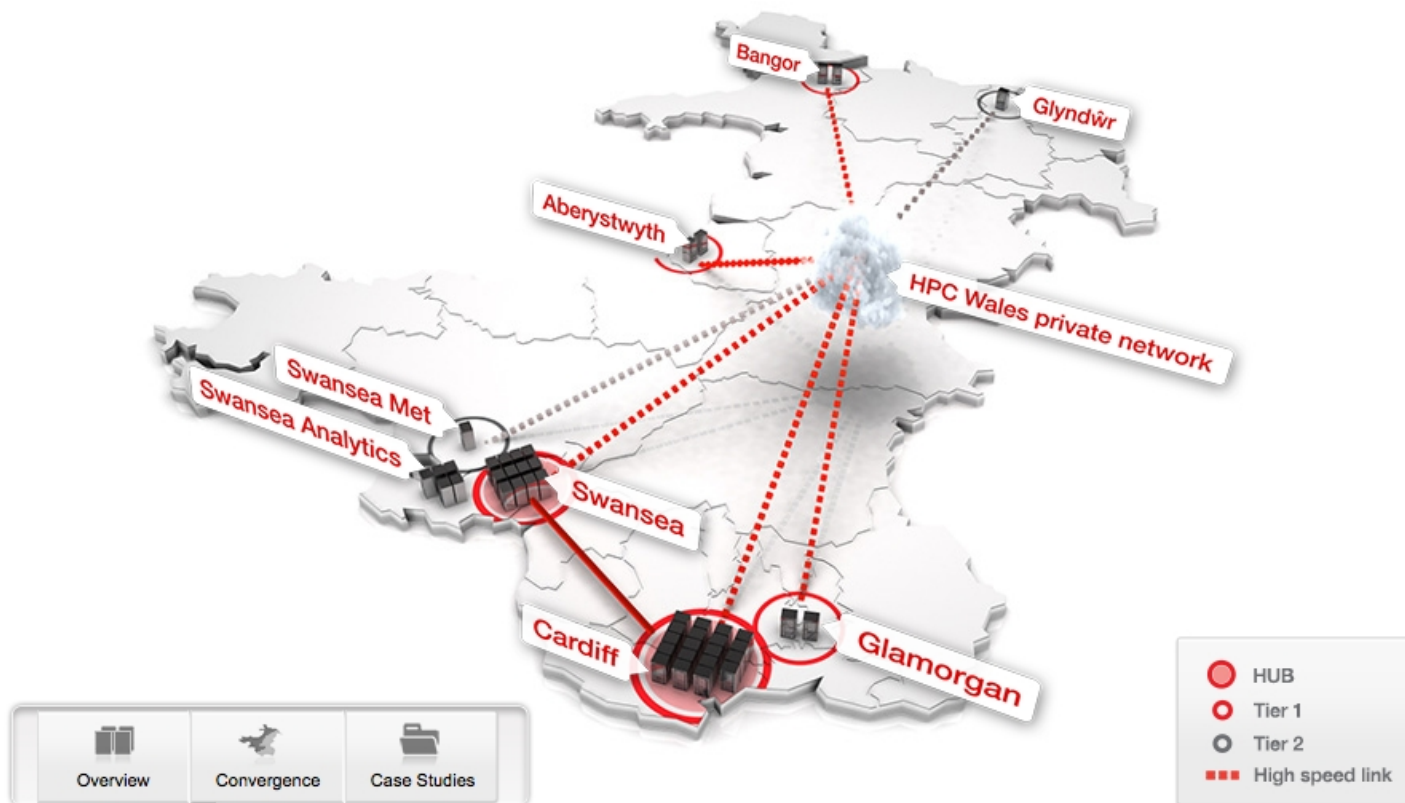 Bangor
Glyndŵr
Aberystwyth
HPC Wales private network
Swansea Met
Swansea Analytics
Swansea
Cardiff
Glamorgan
HUB
Tier 1
Tier 2
High speed link
Overview
Convergence
Case Studies